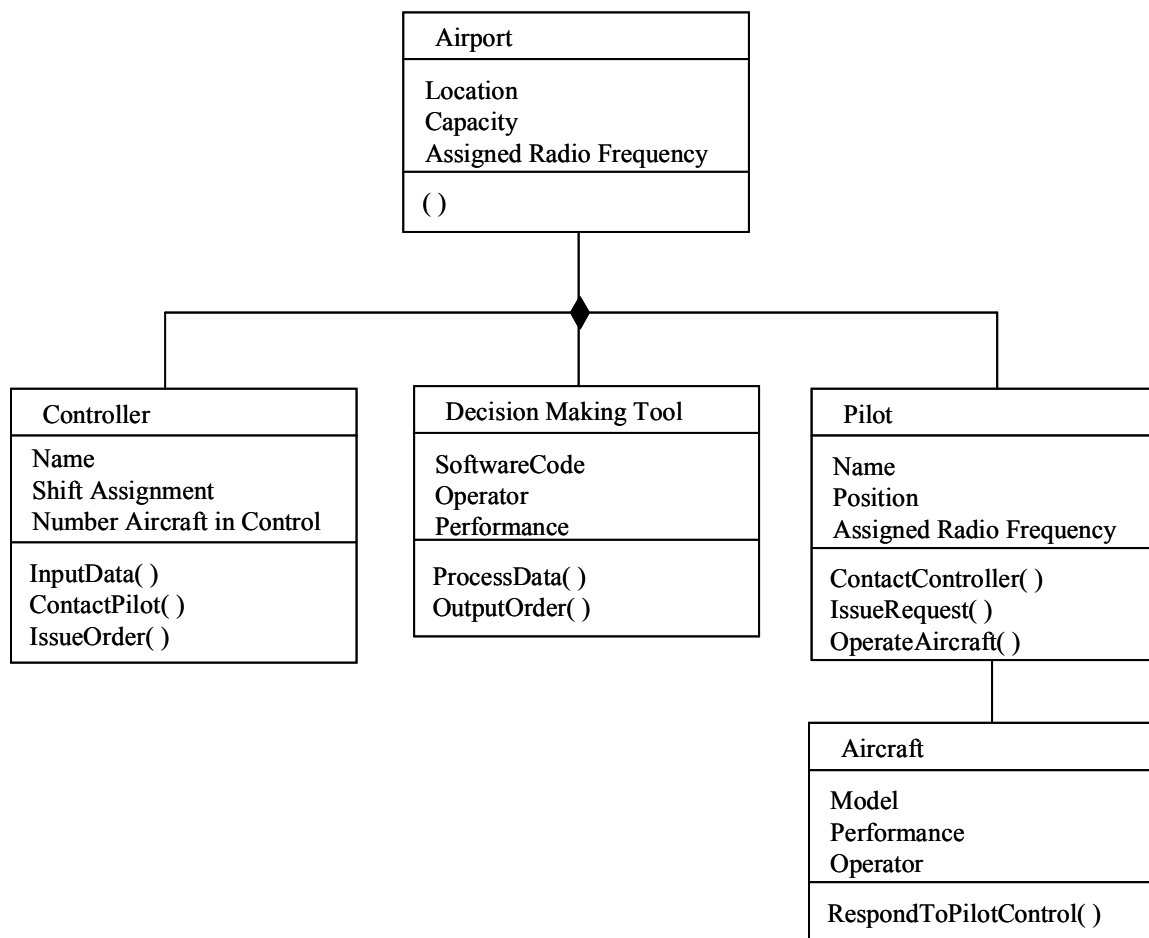 Airport
Location
Capacity
Assigned Radio Frequency
( )
Controller
Name
Shift Assignment
Number Aircraft in Control
InputData( )
ContactPilot( )
IssueOrder( )
Decision Making Tool
SoftwareCode
Operator
Performance
ProcessData( )
OutputOrder( )
Pilot
Name
Position
Assigned Radio Frequency
ContactController( )
IssueRequest( )
OperateAircraft( )
Aircraft
Model
Performance
Operator
RespondToPilotControl( )